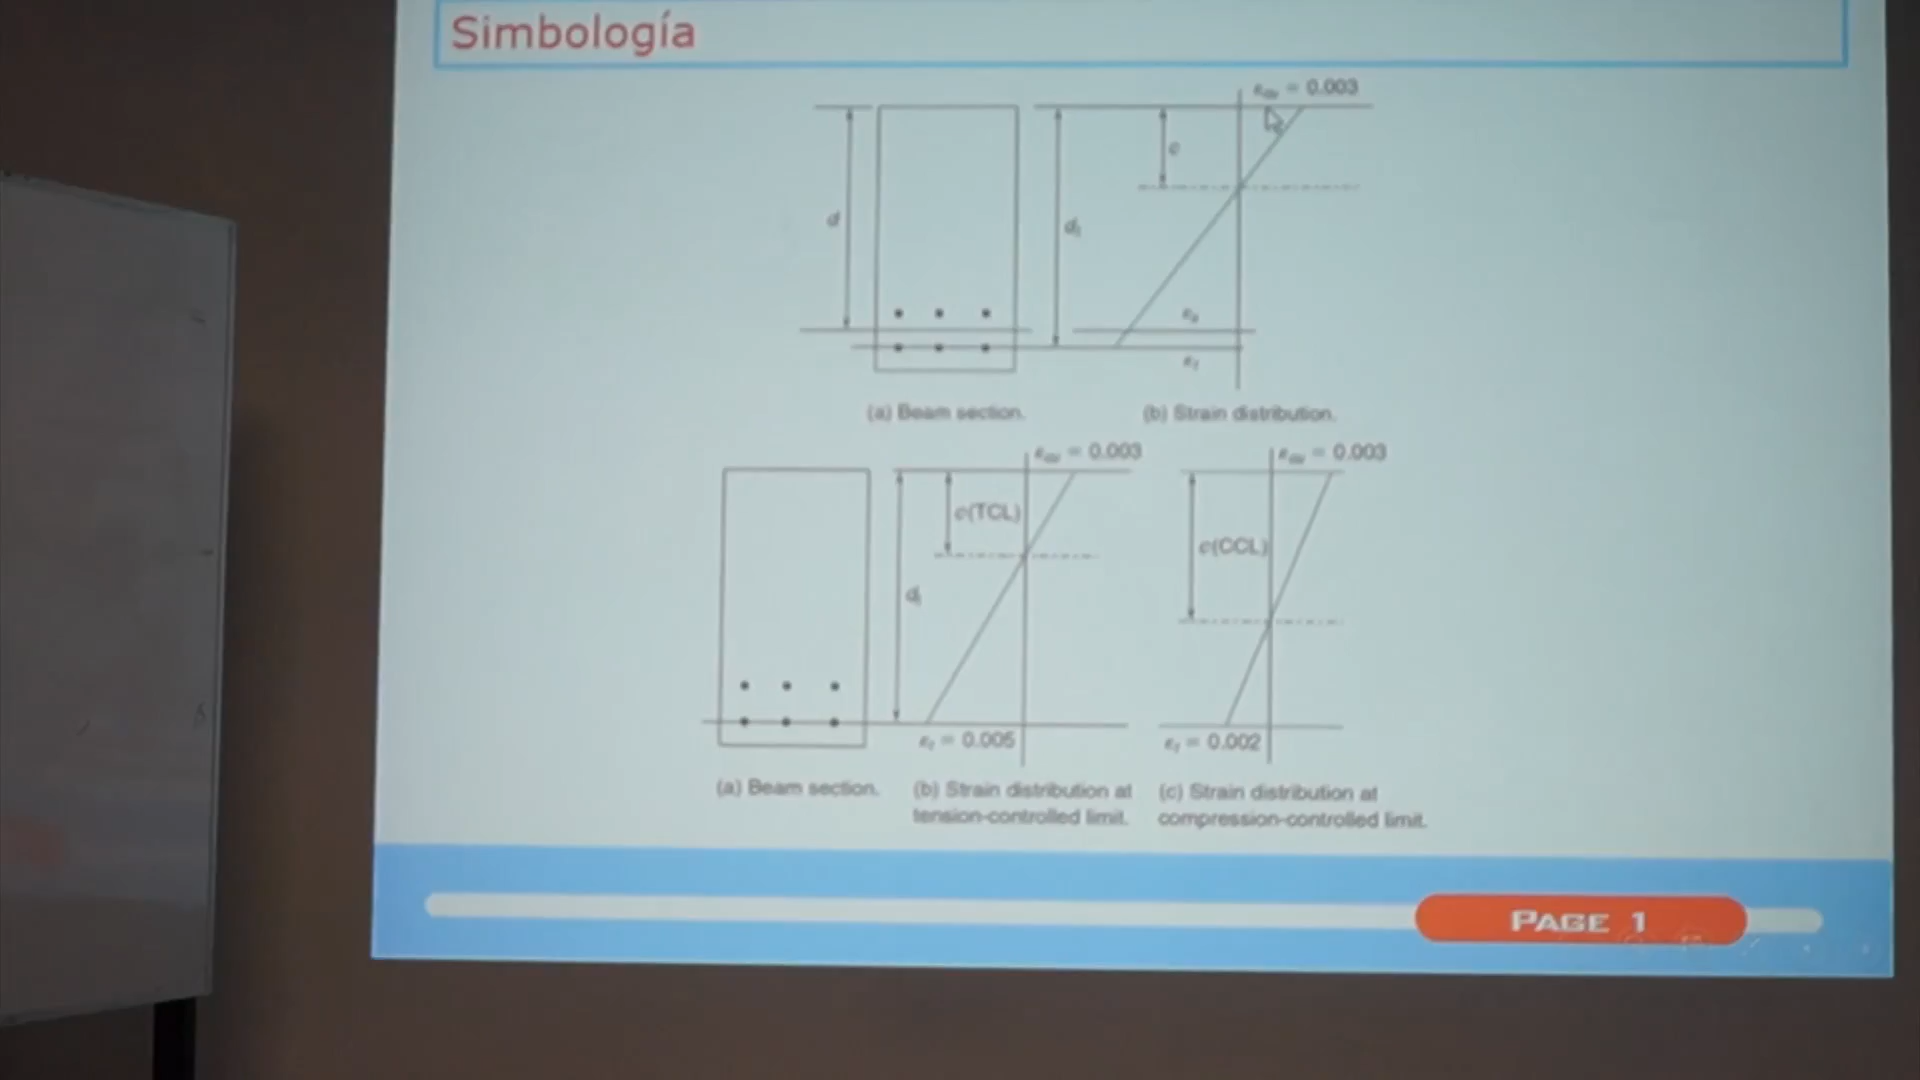 Simbología
εcu = 0.003
c
d
dt
εs
εt
(a) Beam section.
(b) Strain distribution.
εcu = 0.003
εcu = 0.003
c(TCL)
c(CCL)
dt
εt = 0.005
εt = 0.002
(a) Beam section.
(b) Strain distribution at
tension-controlled limit.
(c) Strain distribution at
compression-controlled limit.
PAGE 1